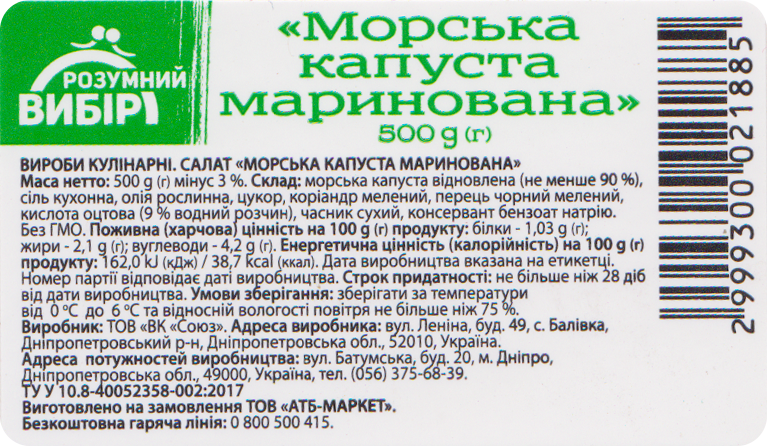 РОЗУМНИЙ
ВИБІР
«Морська
капуста
маринована»
500 g (г)
ВИРОБИ КУЛІНАРНІ. САЛАТ «МОРСЬКА КАПУСТА МАРИНОВАНА»
Маса нетто: 500 g (г) мінус 3 %. Склад: морська капуста відновлена (не менше 90 %),
сіль кухонна, олія рослинна, цукор, коріандр мелений, перець чорний мелений,
кислота оцтова (9 % водний розчин), часник сухий, консервант бензоат натрію.
Без ГМО. Поживна (харчова) цінність на 100 g (г) продукту: білки - 1,03 g (г);
жири - 2,1 g (г); вуглеводи - 4,2 g (г). Енергетична цінність (калорійність) на 100 g (г)
продукту: 162,0 kJ (кДж) / 38,7 kcal (ккал). Дата виробництва вказана на етикетці.
Номер партії відповідає даті виробництва. Строк придатності: не більше ніж 28 діб
від дати виробництва. Умови зберігання: зберігати за температури
від 0 °С до 6 °С та відносній вологості повітря не більше ніж 75 %.
Виробник: ТОВ «ВК «Союз». Адреса виробника: вул. Леніна, буд. 49, с. Балівка,
Дніпропетровський р-н, Дніпропетровська обл., 52010, Україна.
Адреса потужностей виробництва: вул. Батумська, буд. 20, м. Дніпро,
Дніпропетровська обл., 49000, Україна, тел. (056) 375-68-39.
ТУ У 10.8-40052358-002:2017
Виготовлено на замовлення ТОВ «АТБ-МАРКЕТ».
Безкоштовна гаряча лінія: 0 800 500 415.
2 999300 021885